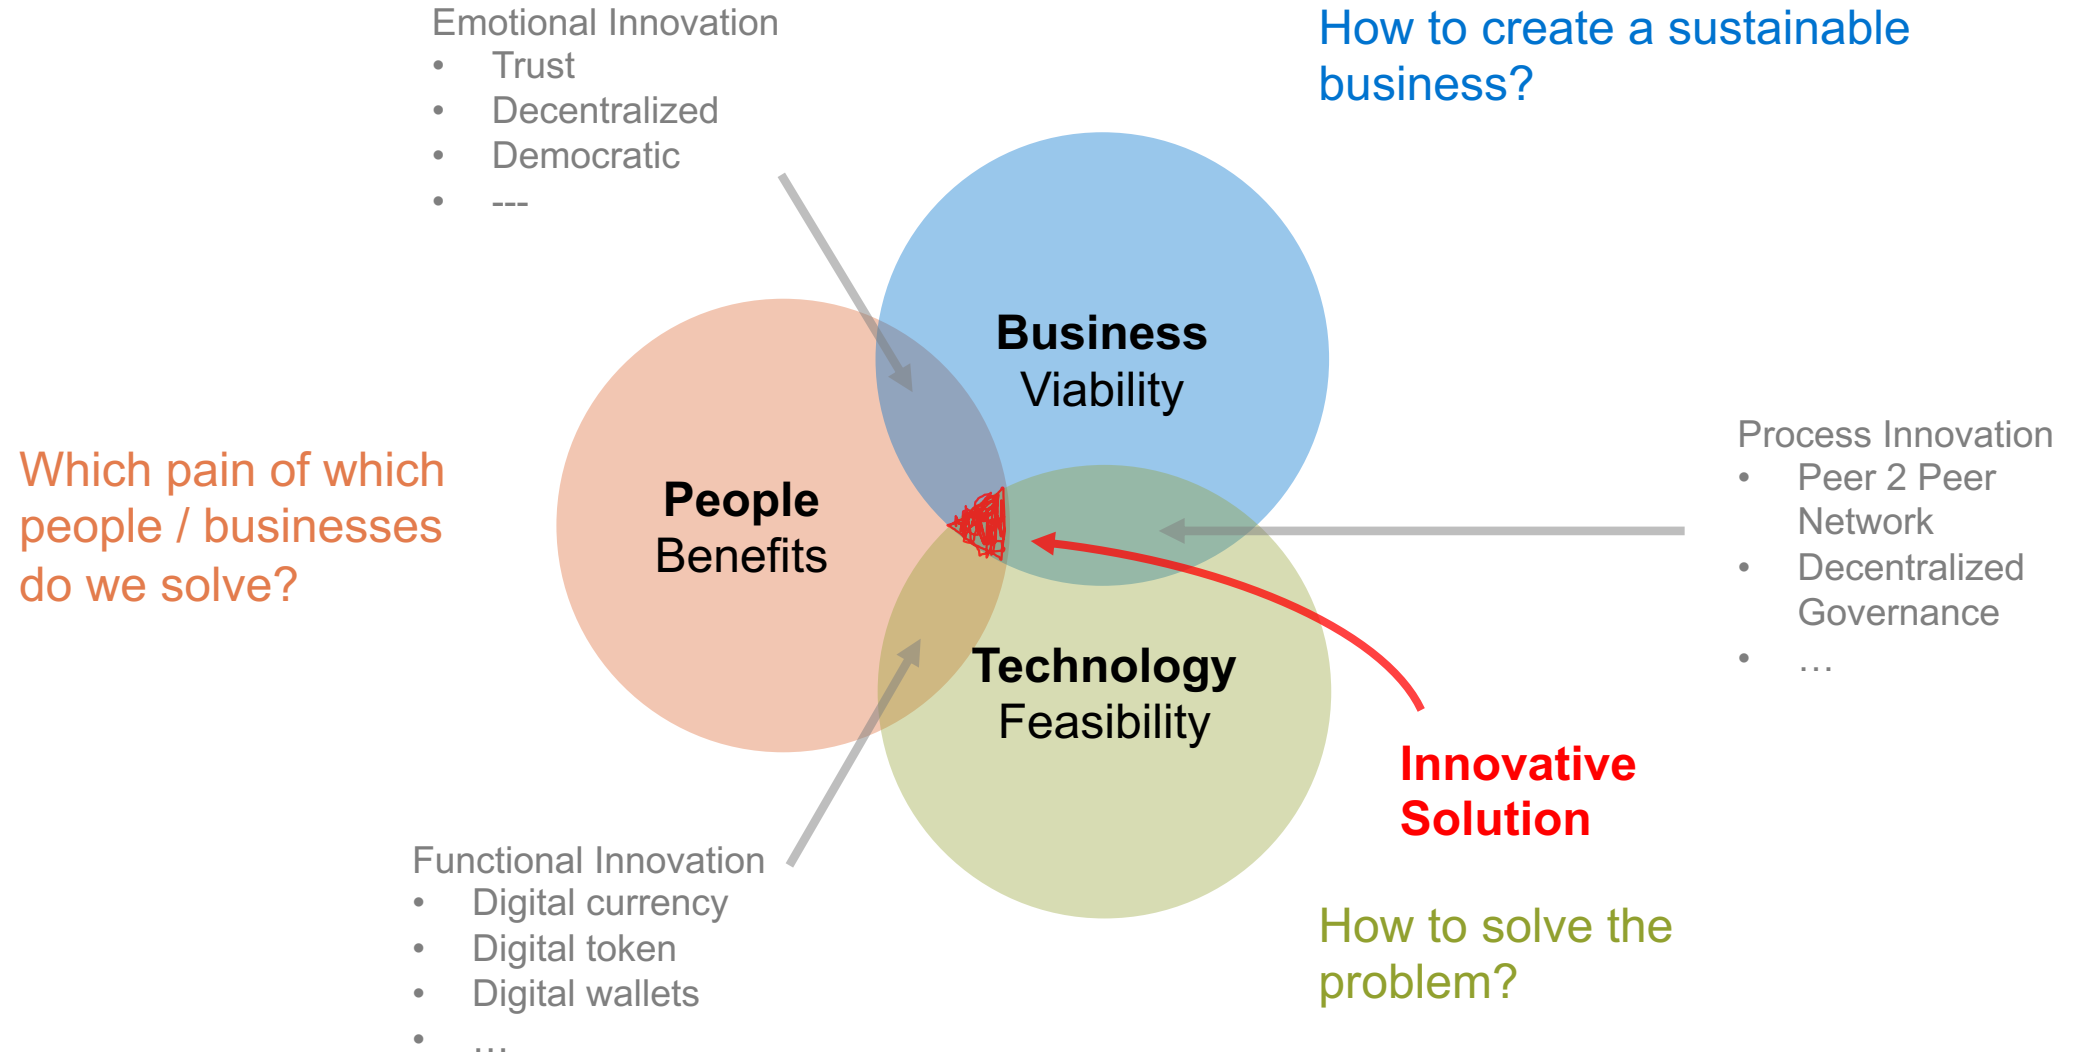 Emotional Innovation
• Trust
• Decentralized
• Democratic
• ---
How to create a sustainable
business?
Business
Viability
Which pain of which
people / businesses
do we solve?
People
Benefits
Process Innovation
• Peer 2 Peer
Network
• Decentralized
Governance
• …
Technology
Feasibility
Innovative
Solution
Functional Innovation
• Digital currency
• Digital token
• Digital wallets
• …
How to solve the
problem?